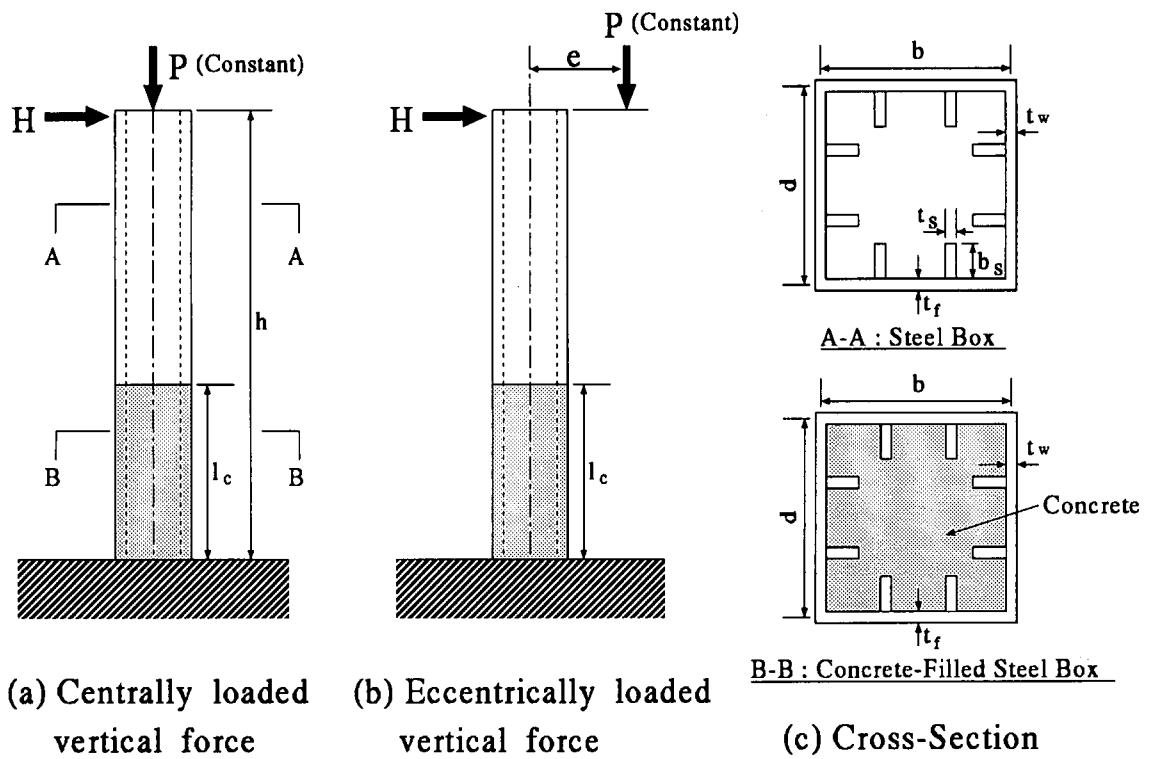 P (Constant)
H
A
A
h
B
B
l c
(a) Centrally loaded
vertical force
P (Constant)
e
H
l c
(b) Eccentrically loaded
vertical force
b
d
t w
t s
b s
t f
A-A : Steel Box
b
d
t w
Concrete
t f
B-B : Concrete-Filled Steel Box
(c) Cross-Section